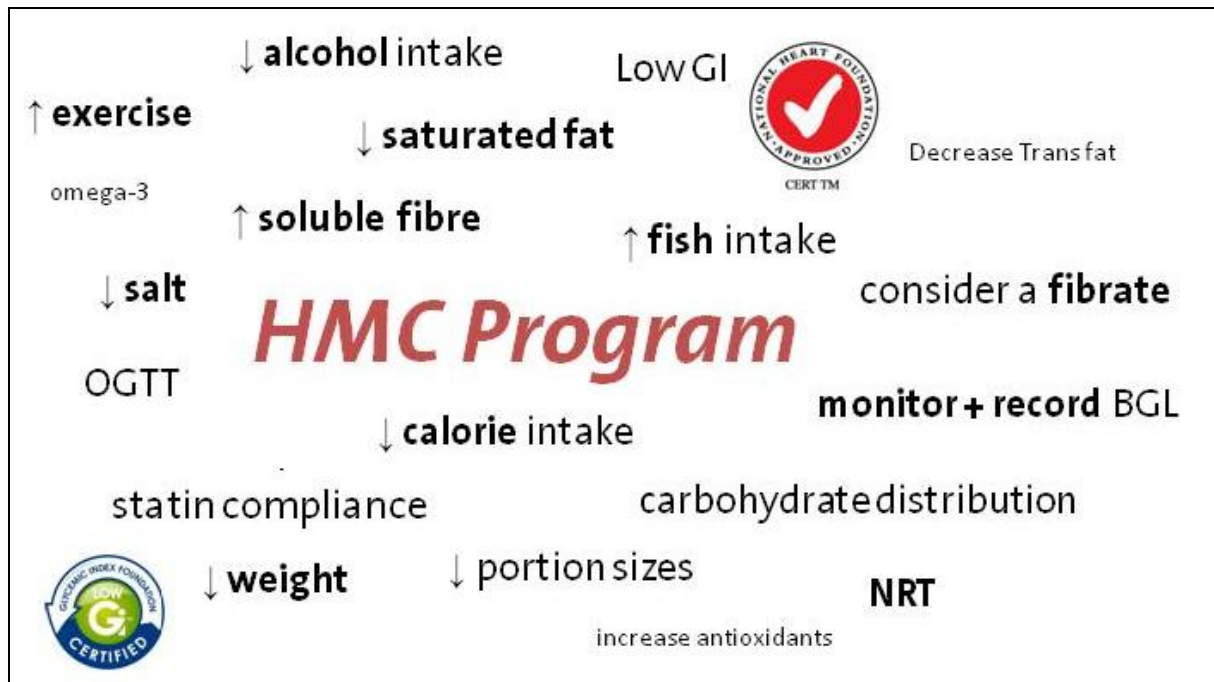 ↓ alcohol intake
Low GI
NATIONAL HEART FOUNDATION
· APPROVED ·
CERT TM
↑ exercise
↓ saturated fat
Decrease Trans fat
omega-3
↑ soluble fibre
↑ fish intake
↓ salt
consider a fibrate
HMC Program
OGTT
monitor + record BGL
↓ calorie intake
statin compliance
carbohydrate distribution
GLYCEMIC INDEX FOUNDATION
LOW
Gi
CERTIFIED
↓ weight
↓ portion sizes
NRT
increase antioxidants